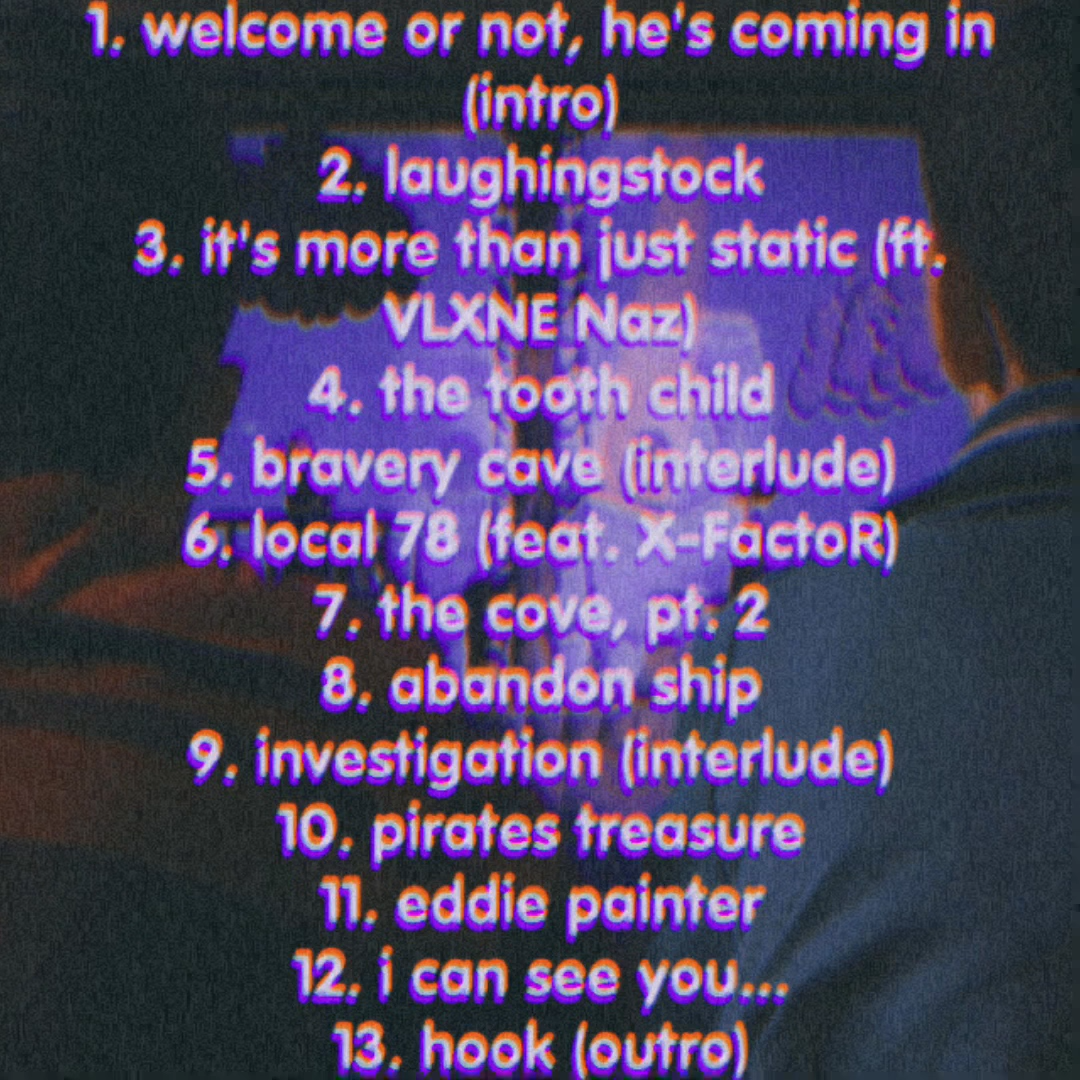 1. welcome or not, he's coming in
(intro)
2. laughingstock
3. it's more than just static (ft.
VLXNE Naz)
4. the tooth child
5. bravery cave (interlude)
6. local 78 (feat. X-FactoR)
7. the cove, pt. 2
8. abandon ship
9. investigation (interlude)
10. pirates treasure
11. eddie painter
12. i can see you...
13. hook (outro)